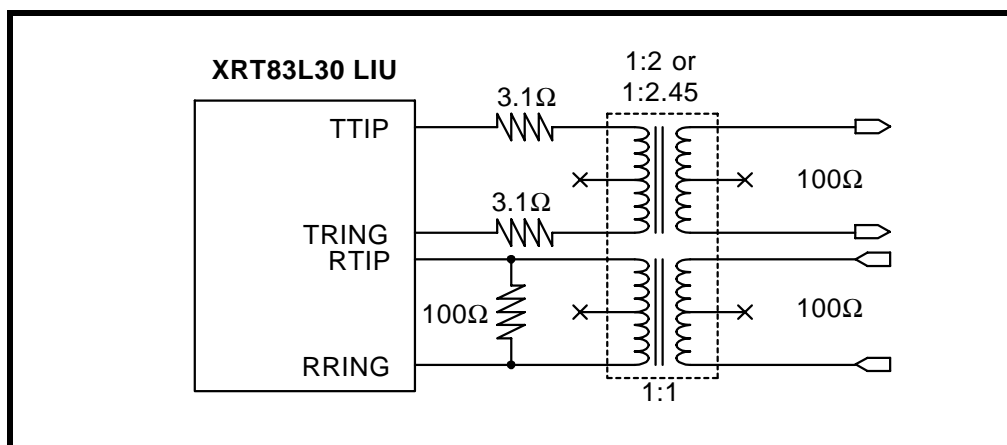 XRT83L30 LIU
1:2 or
1:2.45
3.1Ω
TTIP
100Ω
3.1Ω
TRING
RTIP
100Ω
100Ω
RRING
1:1